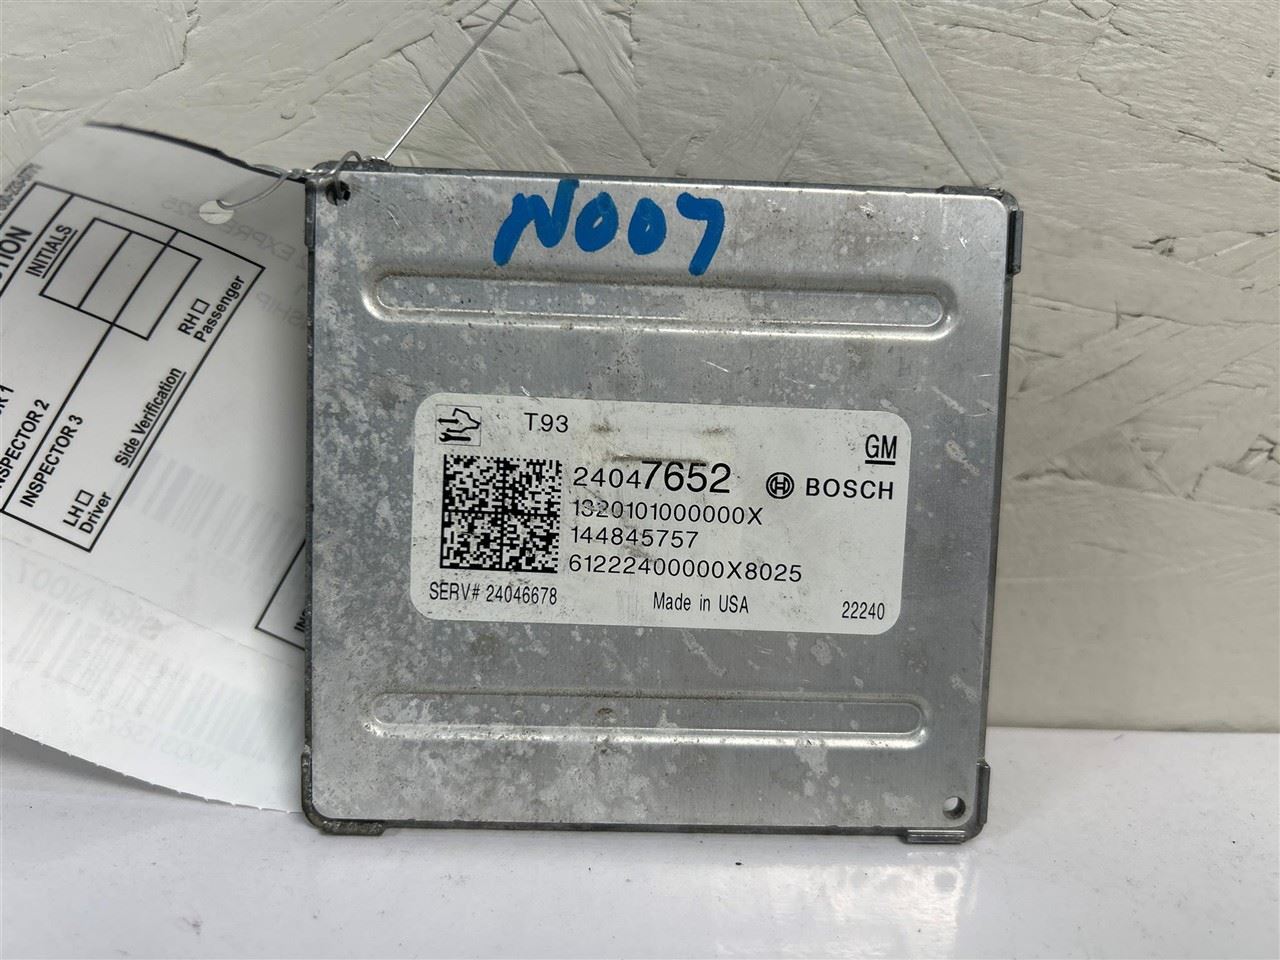 N007
T93
GM
24047652
BOSCH
1320101000000X
144845757
61222400000X8025
SERV# 24046678
Made in USA
22240
INITIALS
INSPECTOR 2
INSPECTOR 3
Side Verification
LH
Driver
RH
Passenger